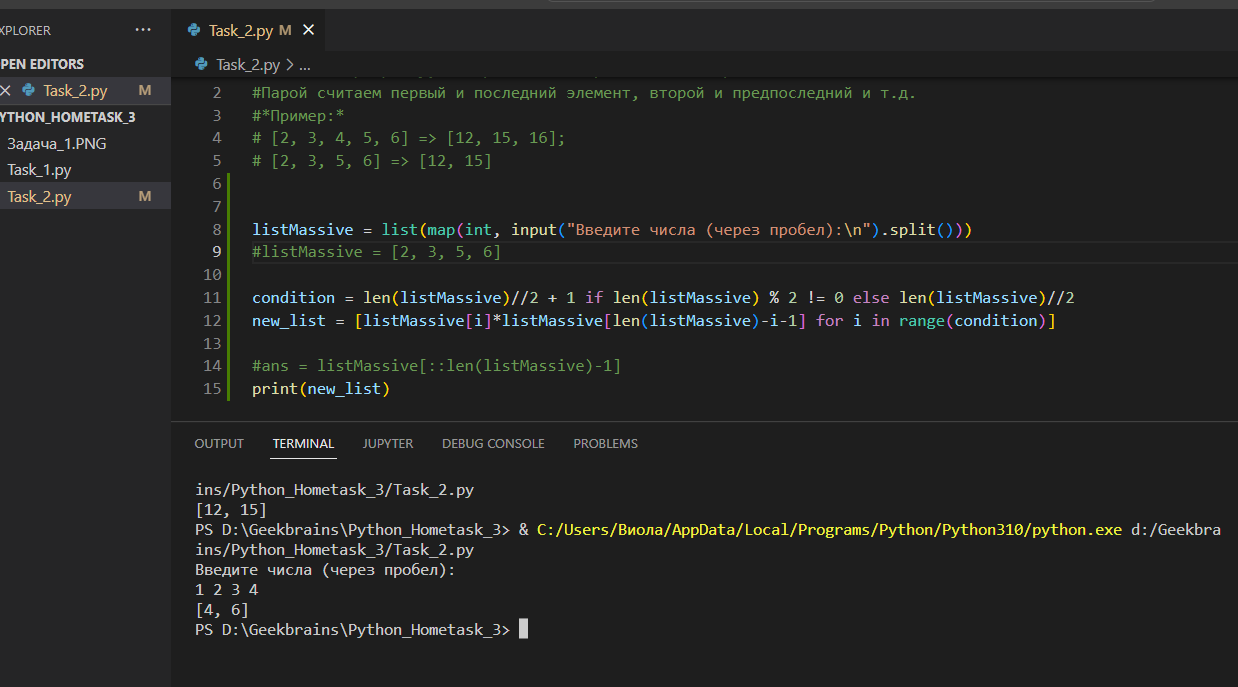 XPLORER ...
Task_2.py M
PEN EDITORS
Task_2.py > ...
Task_2.py M
YTHON_HOMETASK_3
Задача_1.PNG
Task_1.py
Task_2.py M
2 #Парой считаем первый и последний элемент, второй и предпоследний и т.д.
3 #*Пример:*
4 # [2, 3, 4, 5, 6] => [12, 15, 16];
5 # [2, 3, 5, 6] => [12, 15]
6
7
8 listMassive = list(map(int, input("Введите числа (через пробел):\n").split()))
9 #listMassive = [2, 3, 5, 6]
10
11 condition = len(listMassive)//2 + 1 if len(listMassive) % 2 != 0 else len(listMassive)//2
12 new_list = [listMassive[i]*listMassive[len(listMassive)-i-1] for i in range(condition)]
13
14 #ans = listMassive[::len(listMassive)-1]
15 print(new_list)
OUTPUT TERMINAL JUPYTER DEBUG CONSOLE PROBLEMS
ins/Python_Hometask_3/Task_2.py
[12, 15]
PS D:\Geekbrains\Python_Hometask_3> & C:/Users/Виола/AppData/Local/Programs/Python/Python310/python.exe d:/Geekbra
ins/Python_Hometask_3/Task_2.py
Введите числа (через пробел):
1 2 3 4
[4, 6]
PS D:\Geekbrains\Python_Hometask_3>